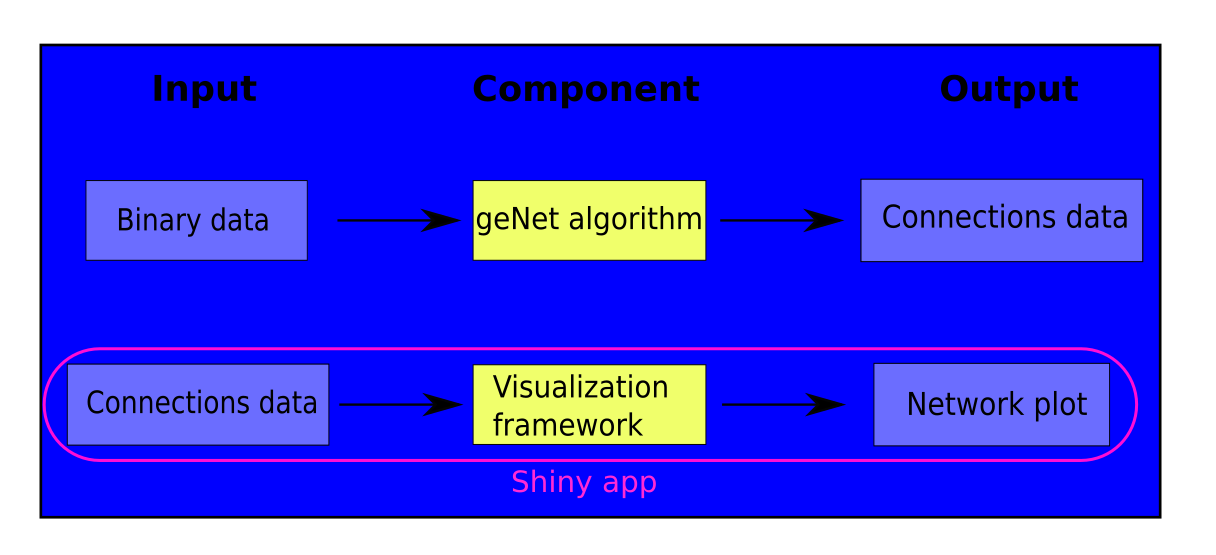 Input
Component
Output
Binary data
geNet algorithm
Connections data
Connections data
Visualization
framework
Network plot
Shiny app